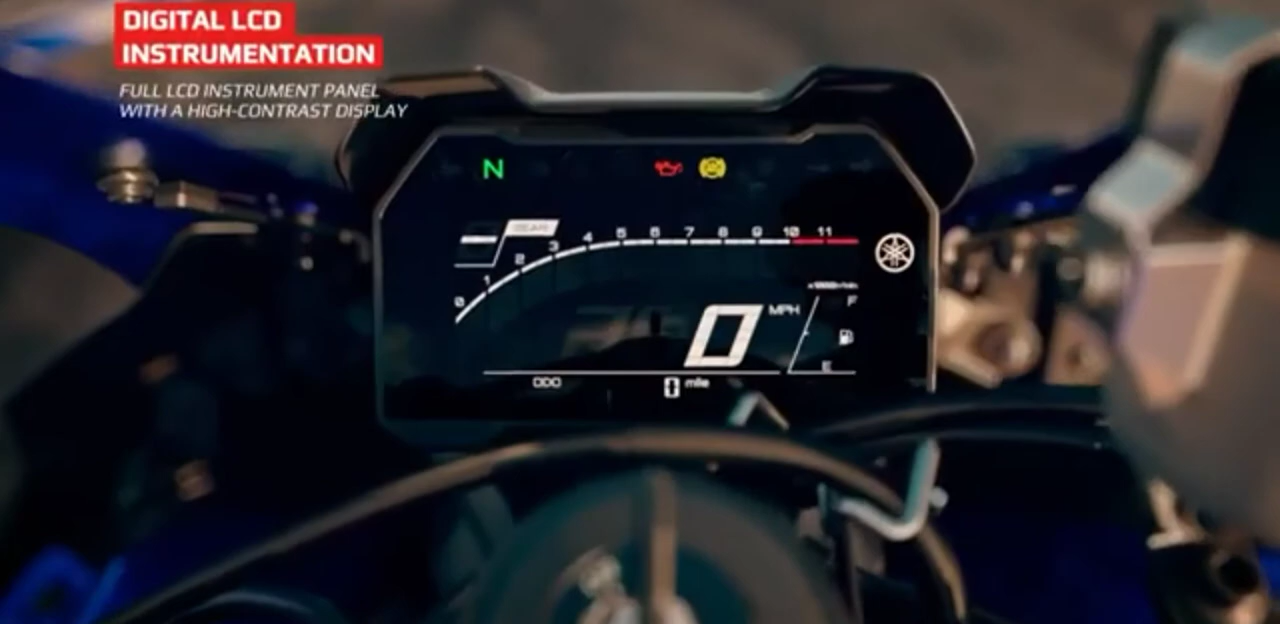 DIGITAL LCD
INSTRUMENTATION
FULL LCD INSTRUMENT PANEL
WITH A HIGH-CONTRAST DISPLAY
N
0 1 2 3 4 5 6 7 8 9 10 11
0 MPH
F
E
ODO 0 mile